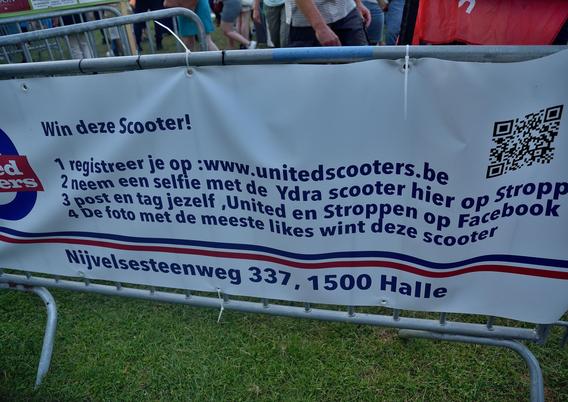 Win deze Scooter!
1 registreer je op :www.unitedscooters.be
2 neem een selfie met de Ydra scooter hier op Stropp
3 post en tag jezelf ,United en Stroppen op Facebook
4 De foto met de meeste likes wint deze scooter
ed
ters
Nijvelsesteenweg 337, 1500 Halle